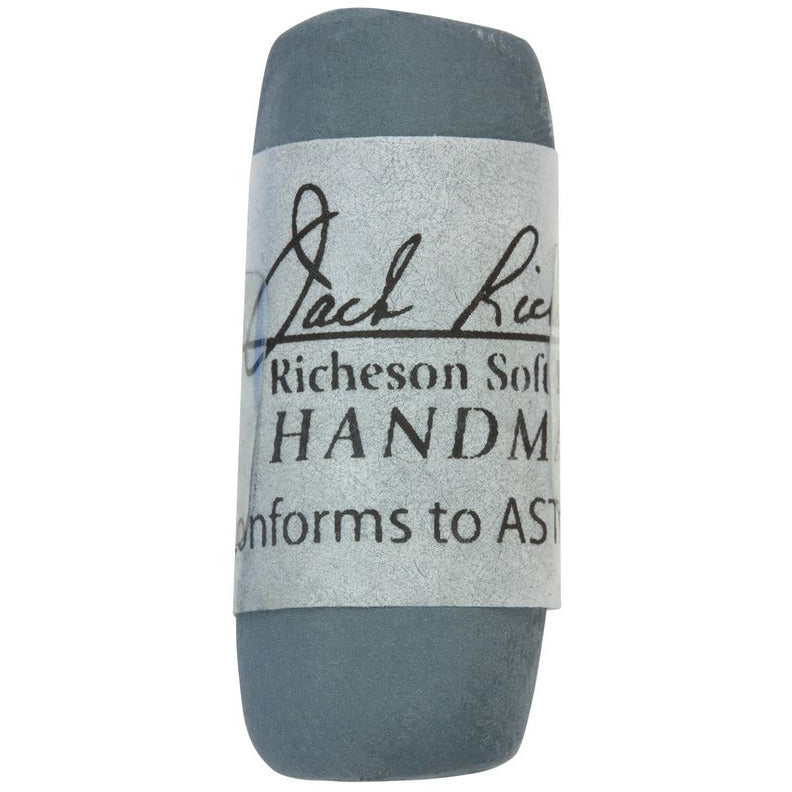 Jack Rich
Richeson Soft
HANDMA
onforms to AST